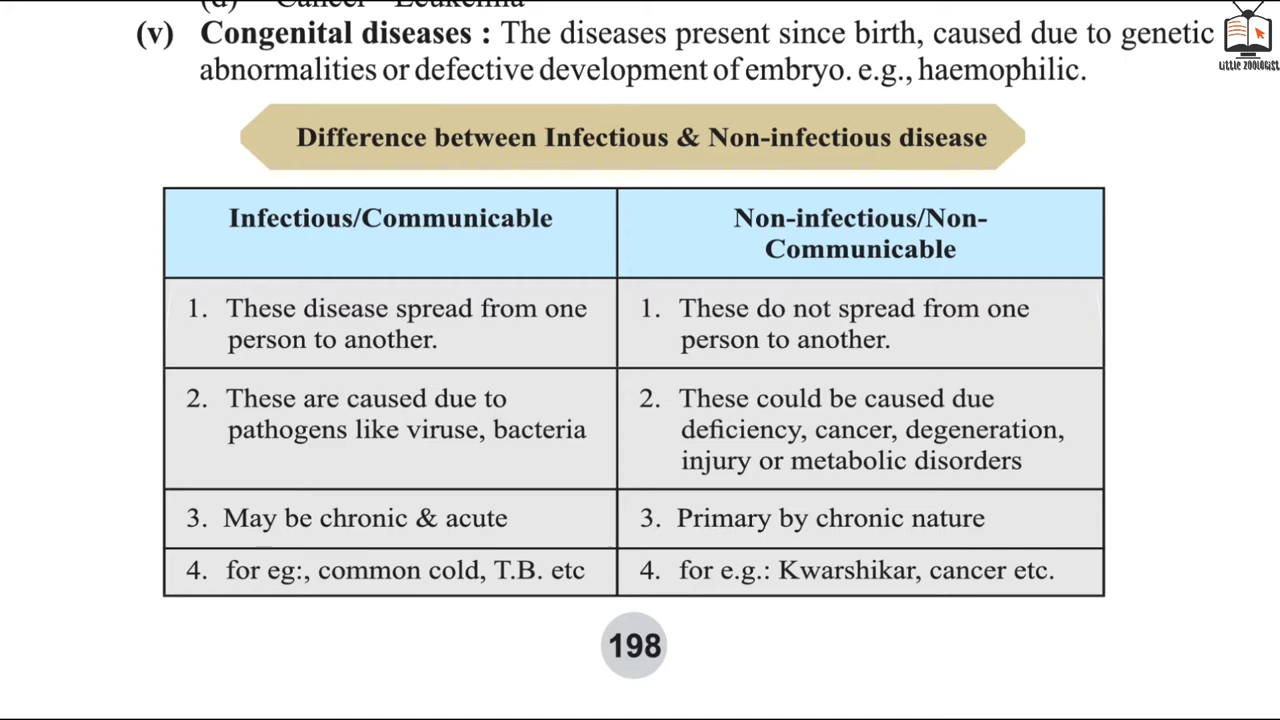 (d) Cancer Leukemia
(v) Congenital diseases : The diseases present since birth, caused due to genetic
abnormalities or defective development of embryo. e.g., haemophilic.
LITTLE ZOOLOGIST
Difference between Infectious & Non-infectious disease
Infectious/Communicable
Non-infectious/Non-
Communicable
1. These disease spread from one
person to another.
1. These do not spread from one
person to another.
2. These are caused due to
pathogens like viruse, bacteria
2. These could be caused due
deficiency, cancer, degeneration,
injury or metabolic disorders
3. May be chronic & acute
3. Primary by chronic nature
4. for eg:, common cold, T.B. etc
4. for e.g.: Kwarshikar, cancer etc.
198